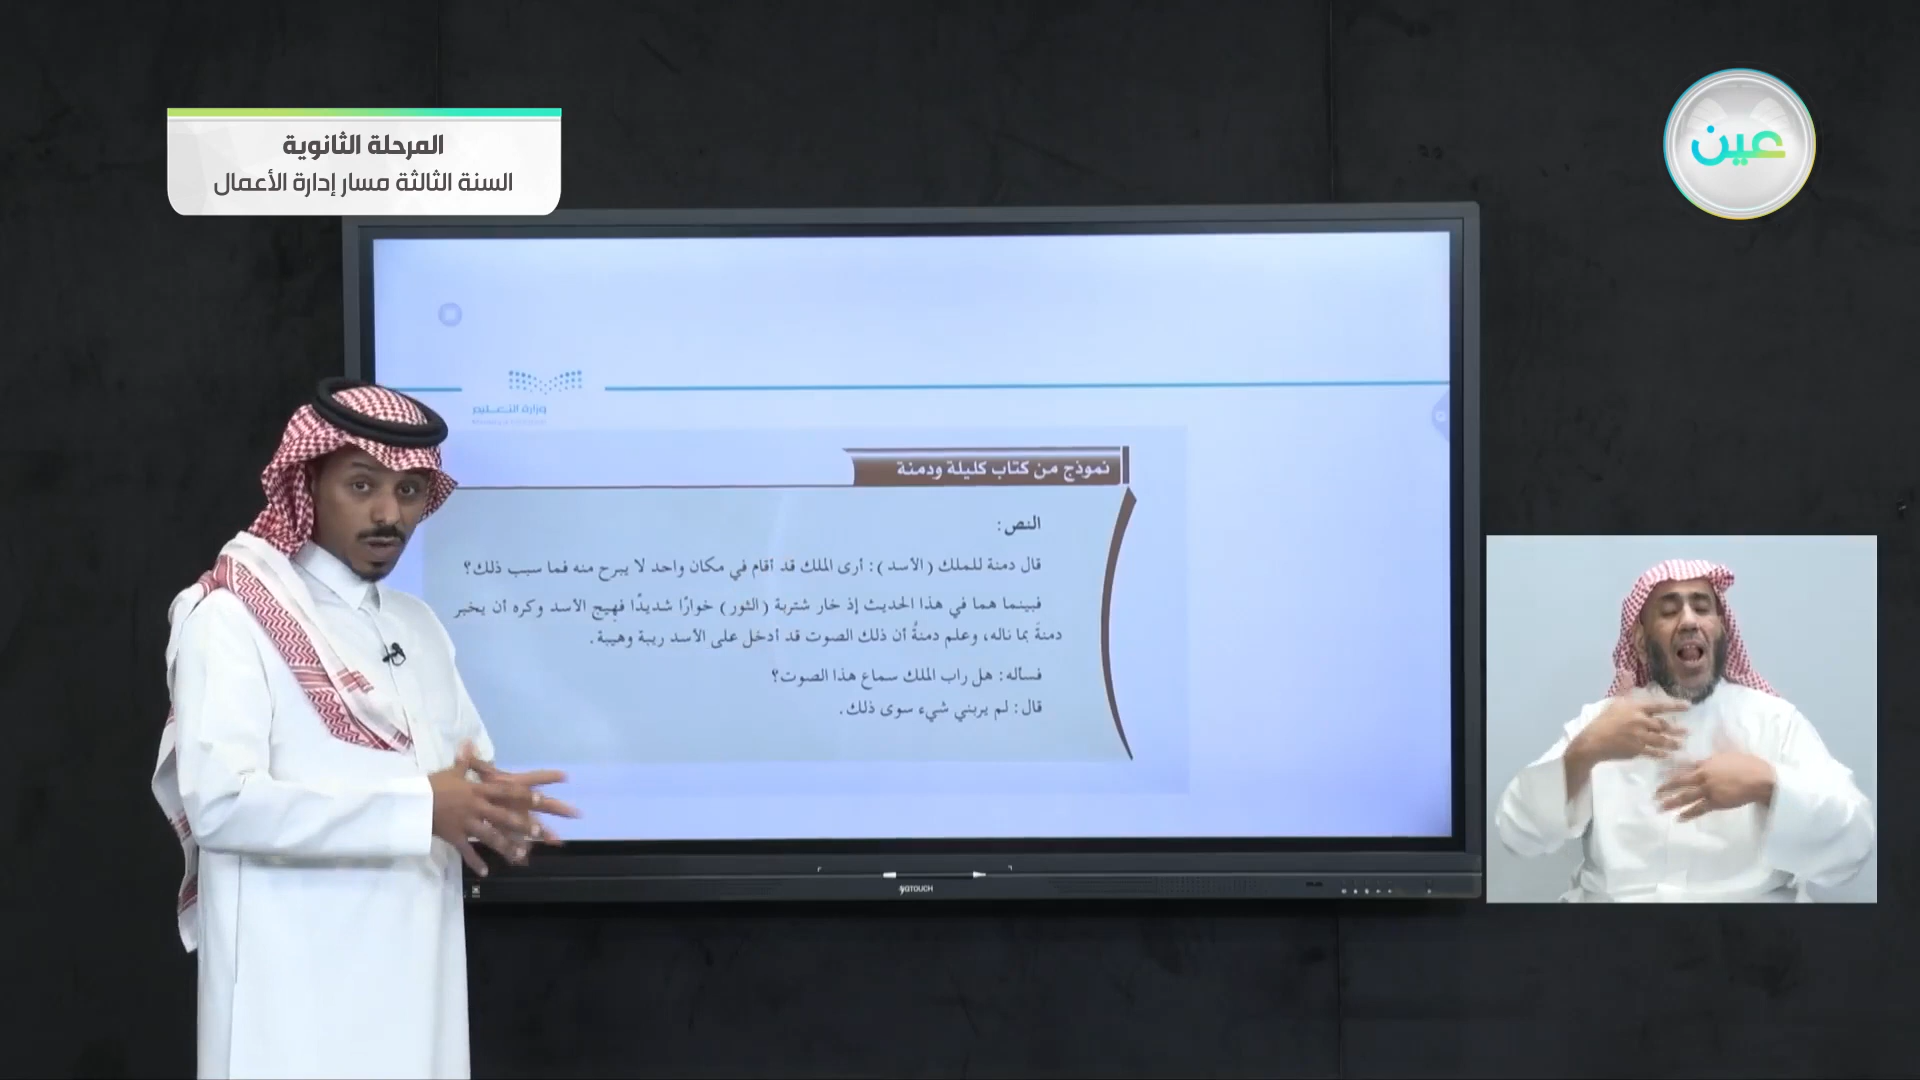 المرحلة الثانوية
السنة الثالثة مسار إدارة الأعمال
عين
وزارة التعليم
نموذج من كتاب كليلة ودمنة
النص:
قال دمنة للملك (الأسد): أرى الملك قد أقام في مكان واحد لا يبرح منه فما سبب ذلك؟
فبينما هما في هذا الحديث إذ خار شتربة (الثور) خوارًا شديدًا فهيج الأسد وكره أن يخبر
دمنةَ بما ناله، وعلم دمنةُ أن ذلك الصوت قد أدخل على الأسد ريبة وهيبة.
فسأله: هل راب الملك سماع هذا الصوت؟
قال: لم يربني شيء سوى ذلك.